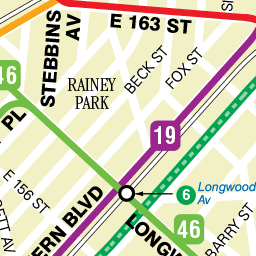 E 163 ST
STEBBINS
AV
46
RAINEY
PARK
BECK ST
FOX ST
PL
19
E 156 ST
ERN BLVD
6
Longwood
Av
46
BARRY ST